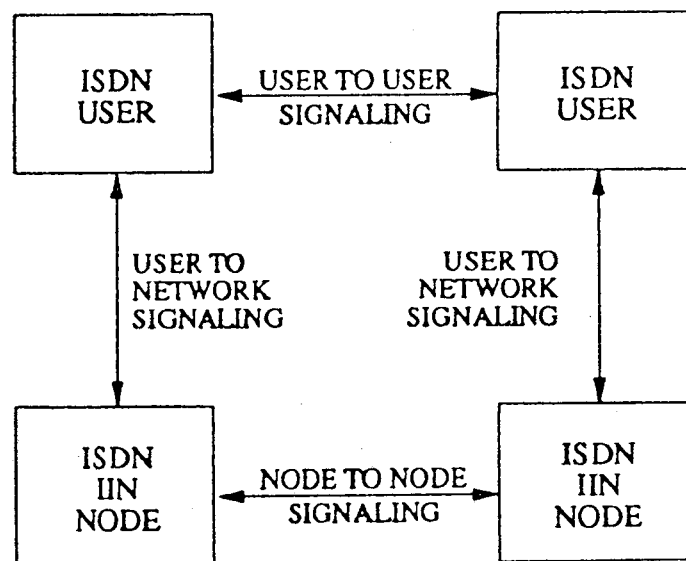 ISDN
USER
USER TO USER
SIGNALING
ISDN
USER
USER TO
NETWORK
SIGNALING
USER TO
NETWORK
SIGNALING
ISDN
IIN
NODE
NODE TO NODE
SIGNALING
ISDN
IIN
NODE